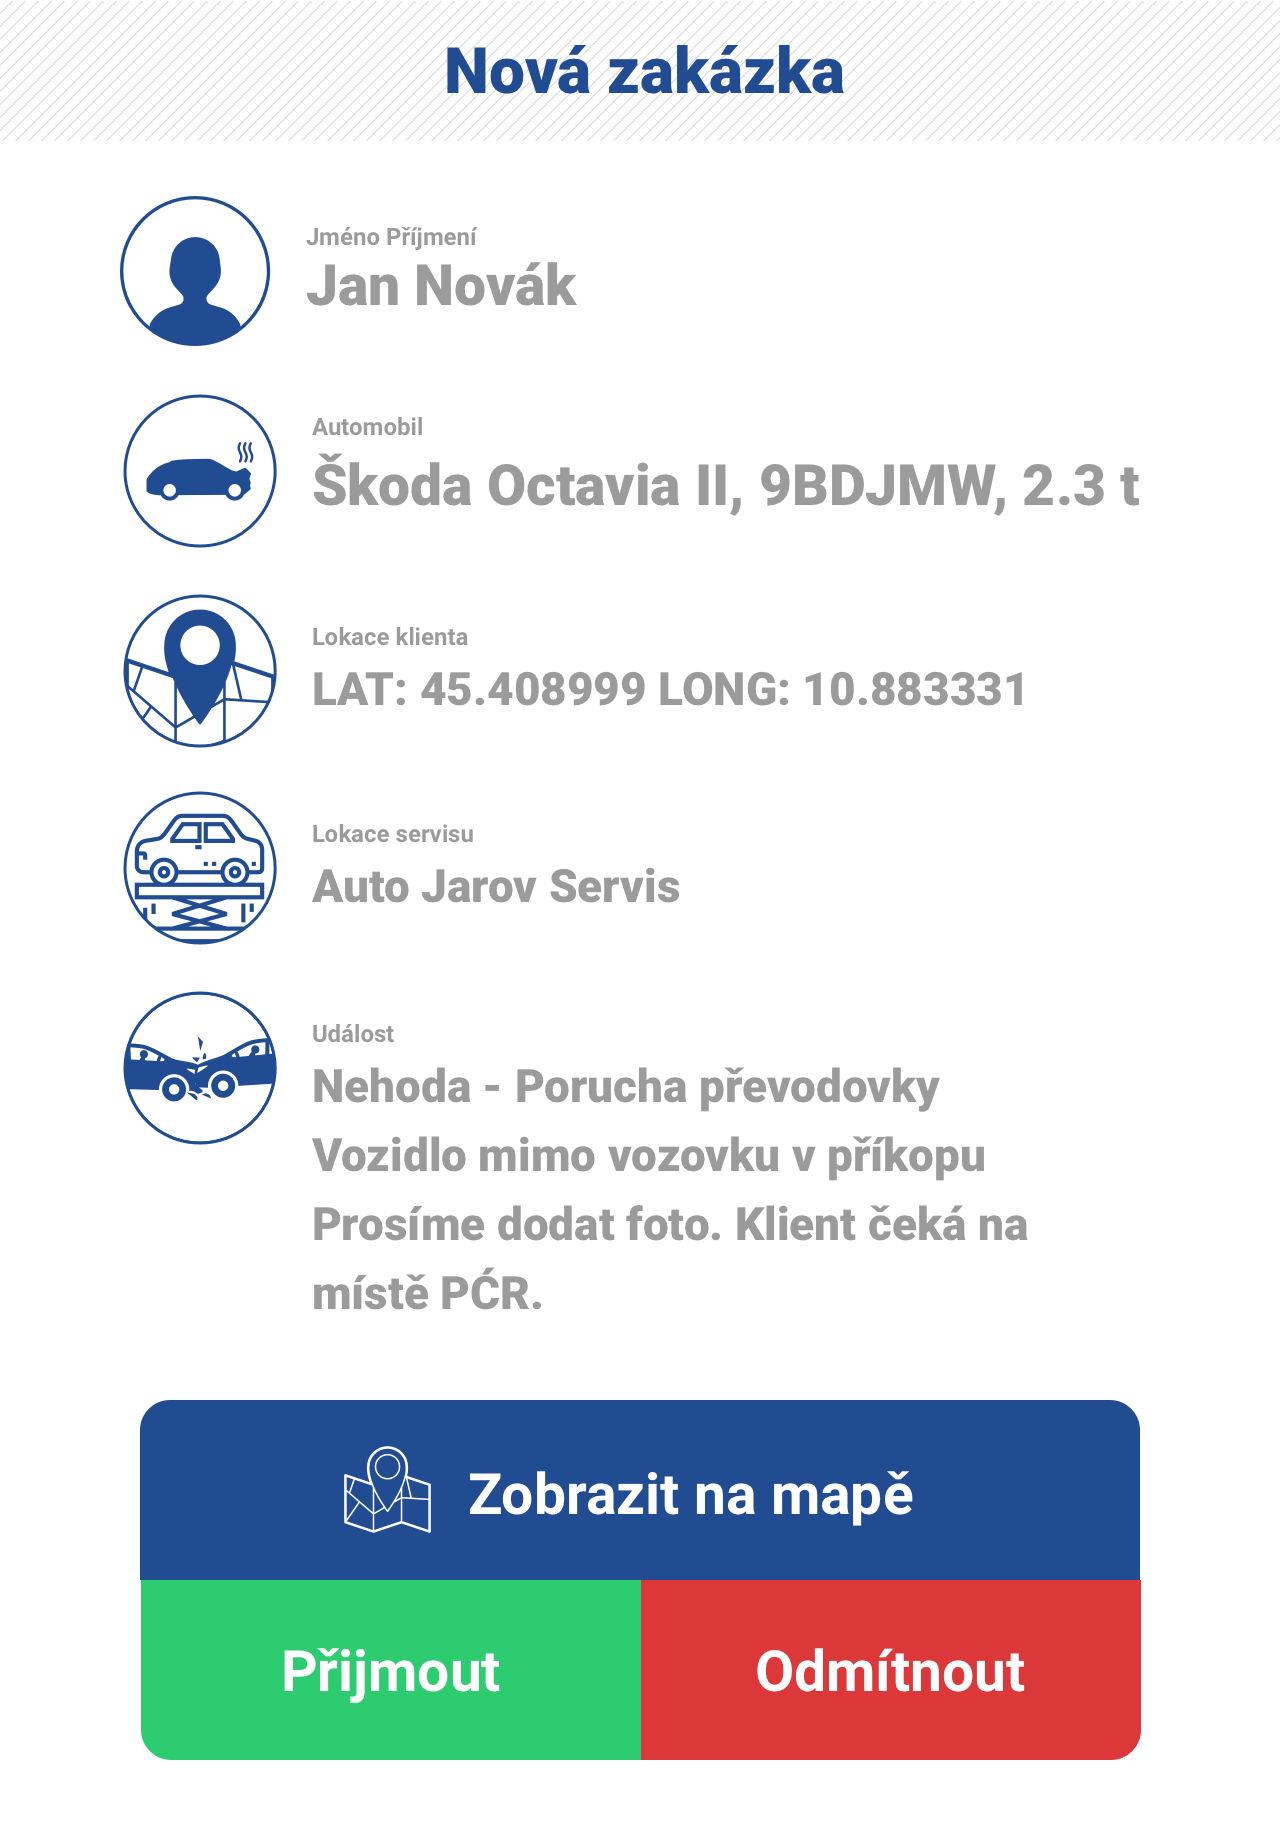 Nová zakázka
Jméno Příjmení
Jan Novák
Automobil
Škoda Octavia II, 9BDJMW, 2.3 t
Lokace klienta
LAT: 45.408999 LONG: 10.883331
Lokace servisu
Auto Jarov Servis
Událost
Nehoda - Porucha převodovky
Vozidlo mimo vozovku v příkopu
Prosíme dodat foto. Klient čeká na
místě PĆR.
Zobrazit na mapě
Přijmout
Odmítnout